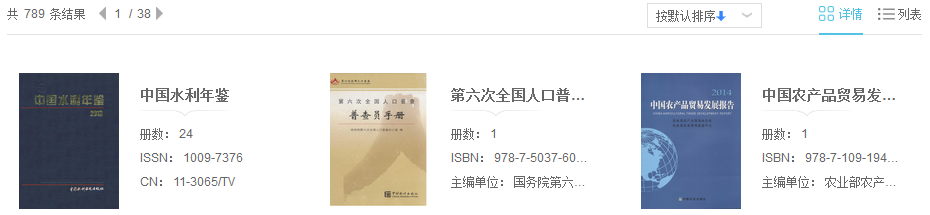 共 789 条结果 1 / 38
按默认排序
详情
列表
中国水利年鉴
中国水利年鉴
册数: 24
ISSN: 1009-7376
CN: 11-3065/TV
第六次全国人口普查
普查员手册
第六次全国人口普...
册数: 1
ISBN: 978-7-5037-60...
主编单位: 国务院第六...
2014
中国农产品贸易发展报告
中国农产品贸易发...
册数: 1
ISBN: 978-7-109-194...
主编单位: 农业部农产...